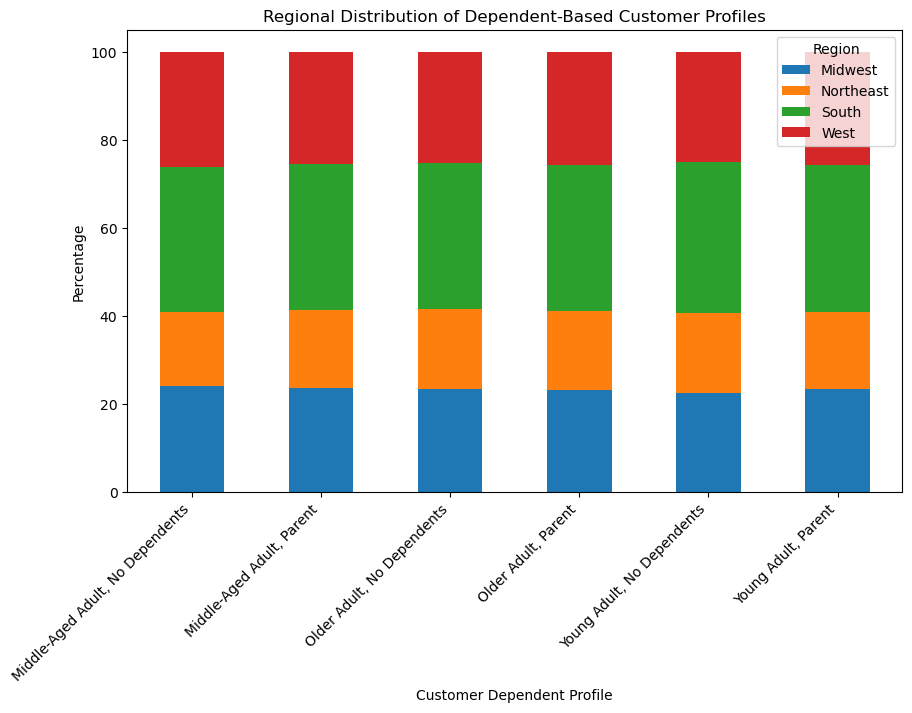 Regional Distribution of Dependent-Based Customer Profiles
Region
Midwest
Northeast
South
West
Percentage
100
80
60
40
20
0
Middle-Aged Adult, No Dependents
Middle-Aged Adult, Parent
Older Adult, No Dependents
Older Adult, Parent
Young Adult, No Dependents
Young Adult, Parent
Customer Dependent Profile